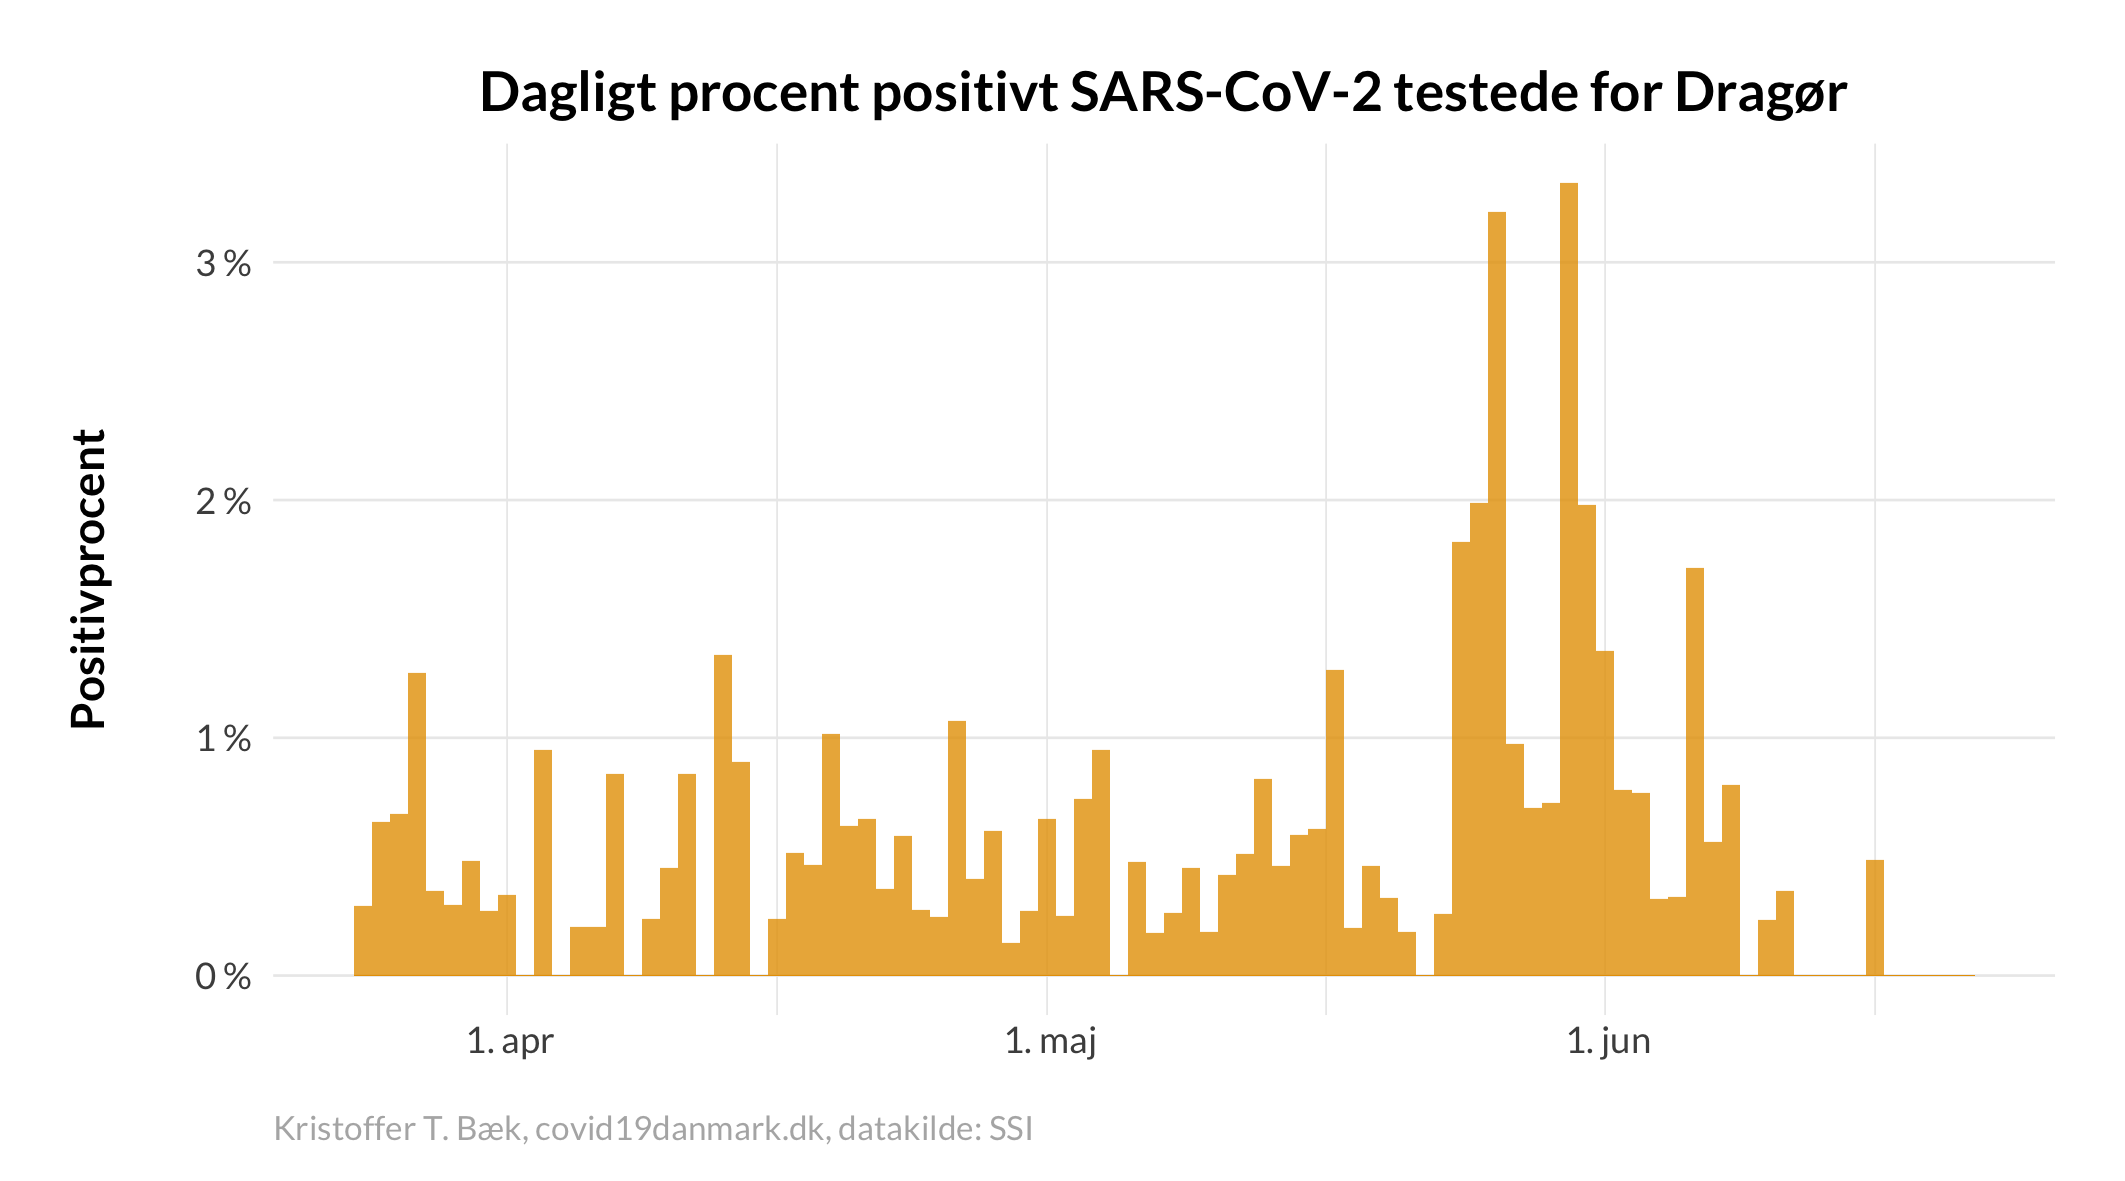 Dagligt procent positivt SARS-CoV-2 testede for Dragør
Positivprocent
3 %
2 %
1 %
0 %
1. apr
1. maj
1. jun
Kristoffer T. Bæk, covid19danmark.dk, datakilde: SSI